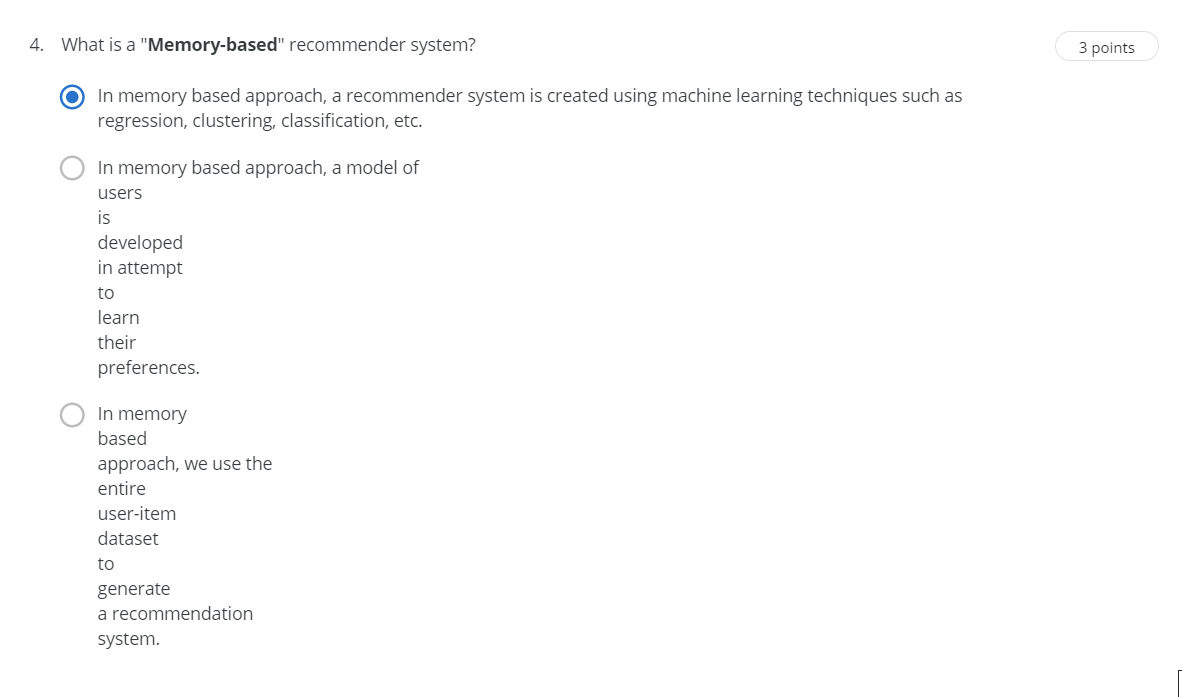 4. What is a "Memory-based" recommender system?
3 points
In memory based approach, a recommender system is created using machine learning techniques such as
regression, clustering, classification, etc.
In memory based approach, a model of
users
is
developed
in attempt
to
learn
their
preferences.
In memory
based
approach, we use the
entire
user-item
dataset
to
generate
a recommendation
system.